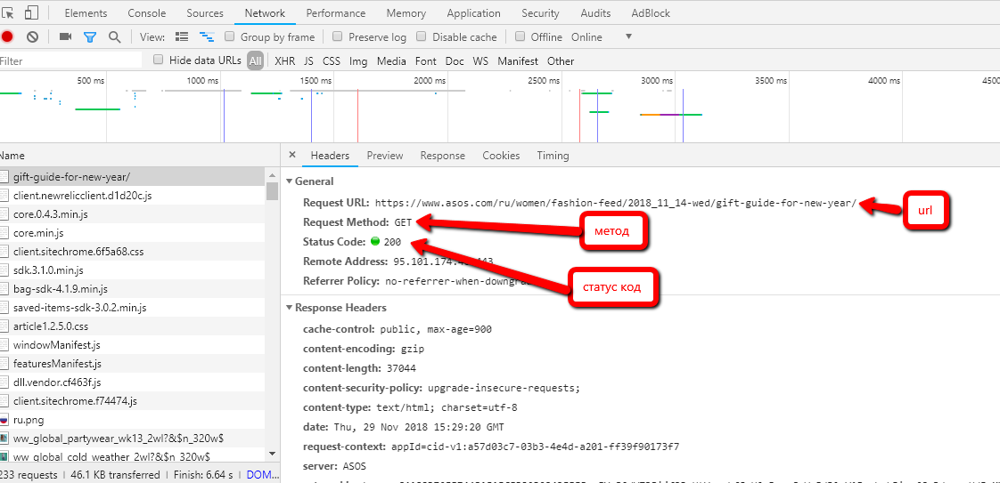 Elements Console Sources Network Performance Memory Application Security Audits AdBlock
View: Group by frame Preserve log Disable cache Offline Online
Filter Hide data URLs All XHR JS CSS Img Media Font Doc WS Manifest Other
500 ms 1000 ms 1500 ms 2000 ms 2500 ms 3000 ms 3500 ms 4000 ms
Name
gift-guide-for-new-year/
client.newrelicclient.d1d20c.js
core.0.4.3.min.js
core.min.js
client.sitechrome.6f5a68.css
sdk.3.1.0.min.js
bag-sdk-4.1.9.min.js
saved-items-sdk-3.0.2.min.js
article1.2.5.0.css
windowManifest.js
featuresManifest.js
dll.vendor.cf463f.js
client.sitechrome.f74474.js
ru.png
ww_global_partywear_wk13_2wl?&$n_320w$
ww_global_cold_weather_2wl?&$n_320w$
233 requests | 46.1 KB transferred | Finish: 6.64 s | DOM...
× Headers Preview Response Cookies Timing
General
Request URL: https://www.asos.com/ru/women/fashion-feed/2018_11_14-wed/gift-guide-for-new-year/
url
Request Method: GET
метод
Status Code: 200
статус код
Remote Address: 95.101.174.
Referrer Policy: no-referrer-when-downgra
Response Headers
cache-control: public, max-age=900
content-encoding: gzip
content-length: 37044
content-security-policy: upgrade-insecure-requests;
content-type: text/html; charset=utf-8
date: Thu, 29 Nov 2018 15:29:20 GMT
request-context: appId=cid-v1:a57d03c7-03b3-4e4d-a201-ff39f90173f7
server: ASOS